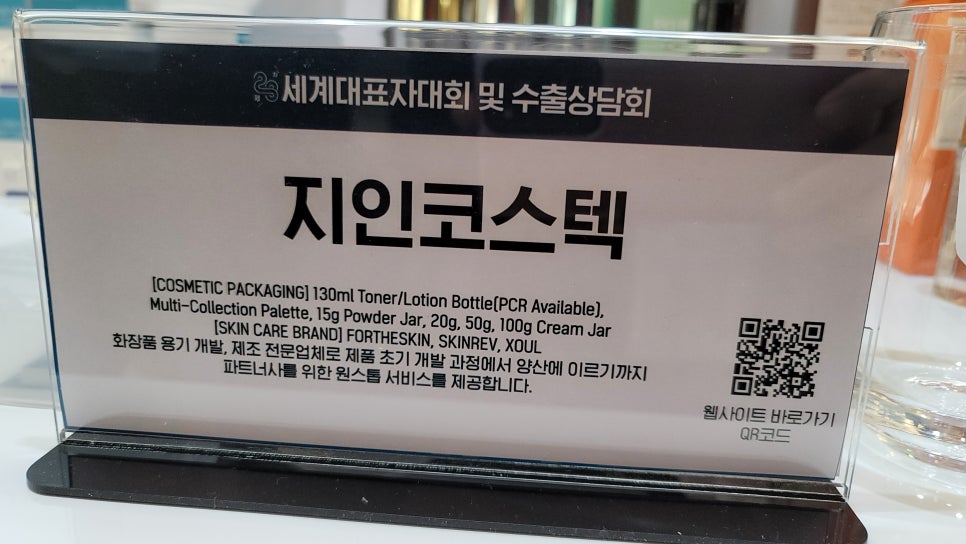 세계대표자대회 및 수출상담회
지인코스텍
[COSMETIC PACKAGING] 130ml Toner/Lotion Bottle(PCR Available),
Multi-Collection Palette, 15g Powder Jar, 20g, 50g, 100g Cream Jar
[SKIN CARE BRAND] FORTHESKIN, SKINREV, XOUL
화장품 용기 개발, 제조 전문업체로 제품 초기 개발 과정에서 양산에 이르기까지
파트너사를 위한 원스톱 서비스를 제공합니다.
웹사이트 바로가기
QR코드